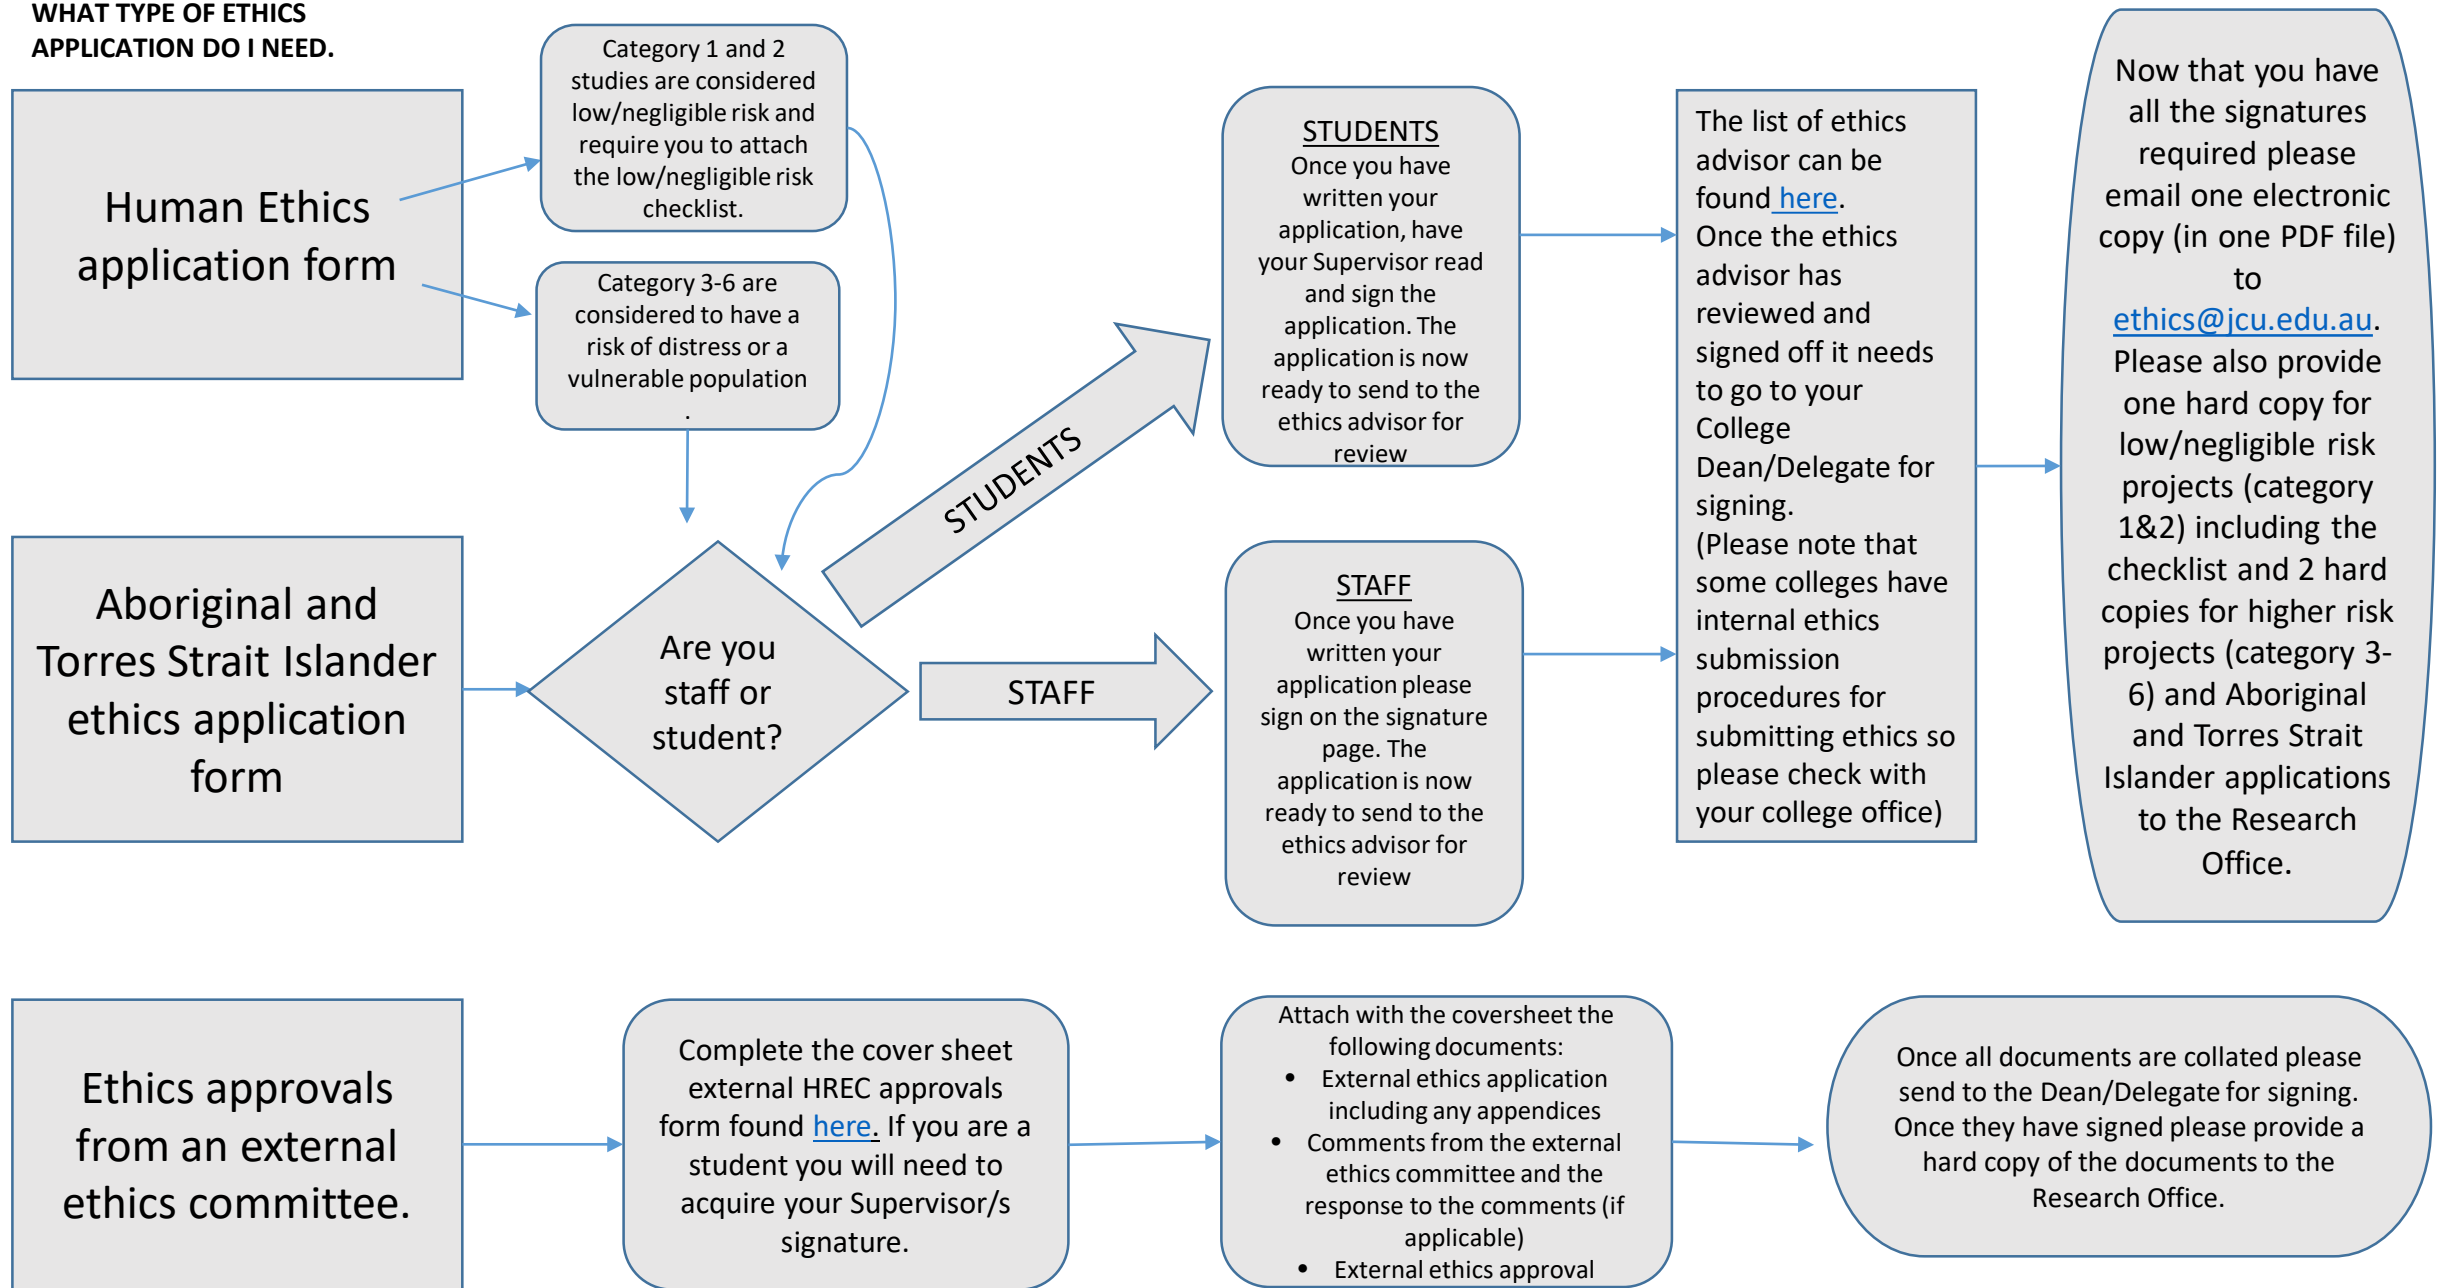 WHAT TYPE OF ETHICS
APPLICATION DO I NEED.
Human Ethics
application form
Category 1 and 2
studies are considered
low/negligible risk and
require you to attach
the low/negligible risk
checklist.
Category 3-6 are
considered to have a
risk of distress or a
vulnerable population
.
Aboriginal and
Torres Strait Islander
ethics application
form
Are you
staff or
student?
STUDENTS
STAFF
STUDENTS
Once you have
written your
application, have
your Supervisor read
and sign the
application. The
application is now
ready to send to the
ethics advisor for
review
STAFF
Once you have
written your
application please
sign on the signature
page. The
application is now
ready to send to the
ethics advisor for
review
The list of ethics
advisor can be
found here.
Once the ethics
advisor has
reviewed and
signed off it needs
to go to your
College
Dean/Delegate for
signing.
(Please note that
some colleges have
internal ethics
submission
procedures for
submitting ethics so
please check with
your college office)
Now that you have
all the signatures
required please
email one electronic
copy (in one PDF file)
to
ethics@jcu.edu.au.
Please also provide
one hard copy for
low/negligible risk
projects (category
1&2) including the
checklist and 2 hard
copies for higher risk
projects (category 3-
6) and Aboriginal
and Torres Strait
Islander applications
to the Research
Office.
Ethics approvals
from an external
ethics committee.
Complete the cover sheet
external HREC approvals
form found here. If you are a
student you will need to
acquire your Supervisor/s
signature.
Attach with the coversheet the
following documents:
• External ethics application
including any appendices
• Comments from the external
ethics committee and the
response to the comments (if
applicable)
• External ethics approval
Once all documents are collated please
send to the Dean/Delegate for signing.
Once they have signed please provide a
hard copy of the documents to the
Research Office.